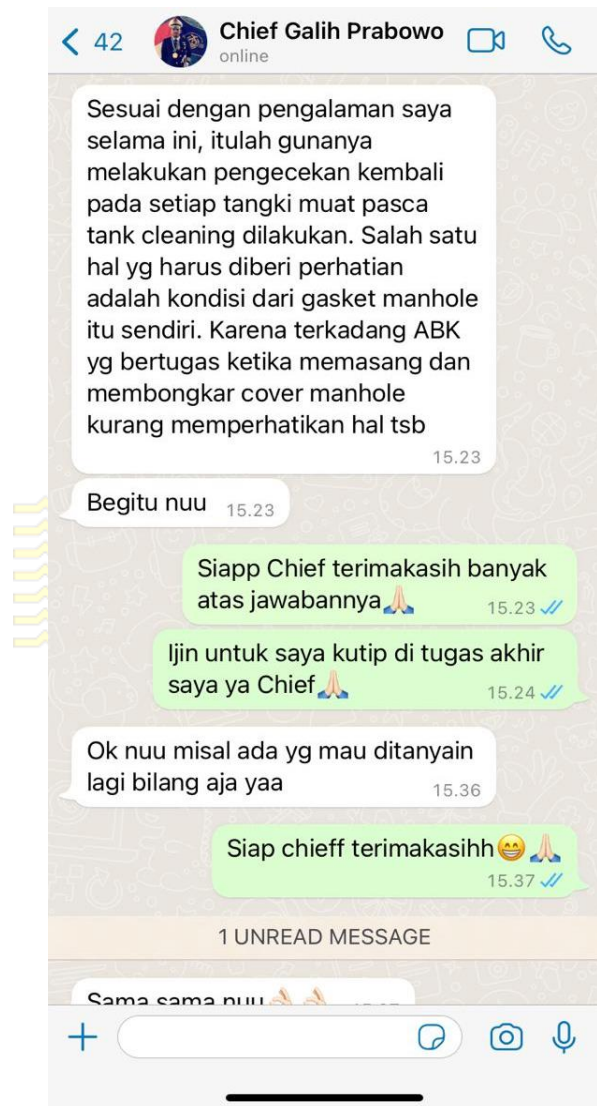 42
Chief Galih Prabowo
online
Sesuai dengan pengalaman saya
selama ini, itulah gunanya
melakukan pengecekan kembali
pada setiap tangki muat pasca
tank cleaning dilakukan. Salah satu
hal yg harus diberi perhatian
adalah kondisi dari gasket manhole
itu sendiri. Karena terkadang ABK
yg bertugas ketika memasang dan
membongkar cover manhole
kurang memperhatikan hal tsb
15.23
Begitu nuu 15.23
Siapp Chief terimakasih banyak
atas jawabannya🙏🏻 15.23
Ijin untuk saya kutip di tugas akhir
saya ya Chief🙏🏻 15.24
Ok nuu misal ada yg mau ditanyain
lagi bilang aja yaa 15.36
Siap chieff terimakasihh😁🙏🏻
15.37
1 UNREAD MESSAGE
Sama sama nuu👌🏻👌🏻